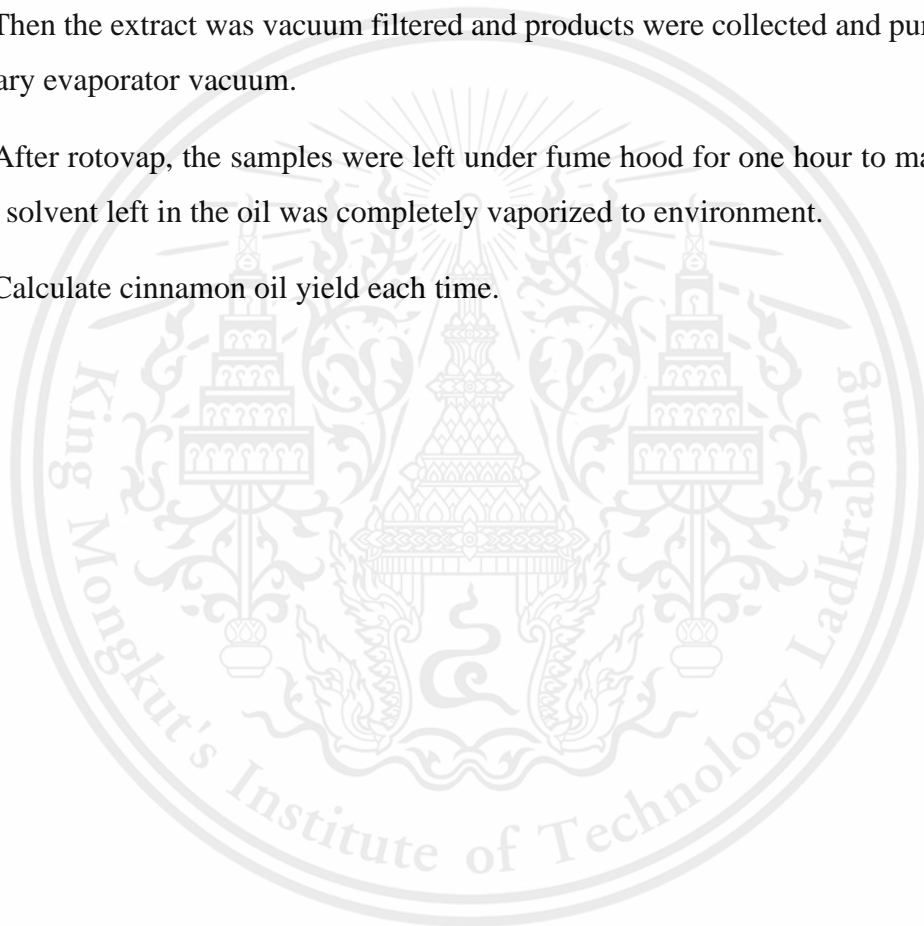 Then the extract was vacuum filtered and products were collected and pur
ary evaporator vacuum.
After rotovap, the samples were left under fume hood for one hour to ma
solvent left in the oil was completely vaporized to environment.
Calculate cinnamon oil yield each time.
King Mongkut's Institute of Technology Ladkrabang